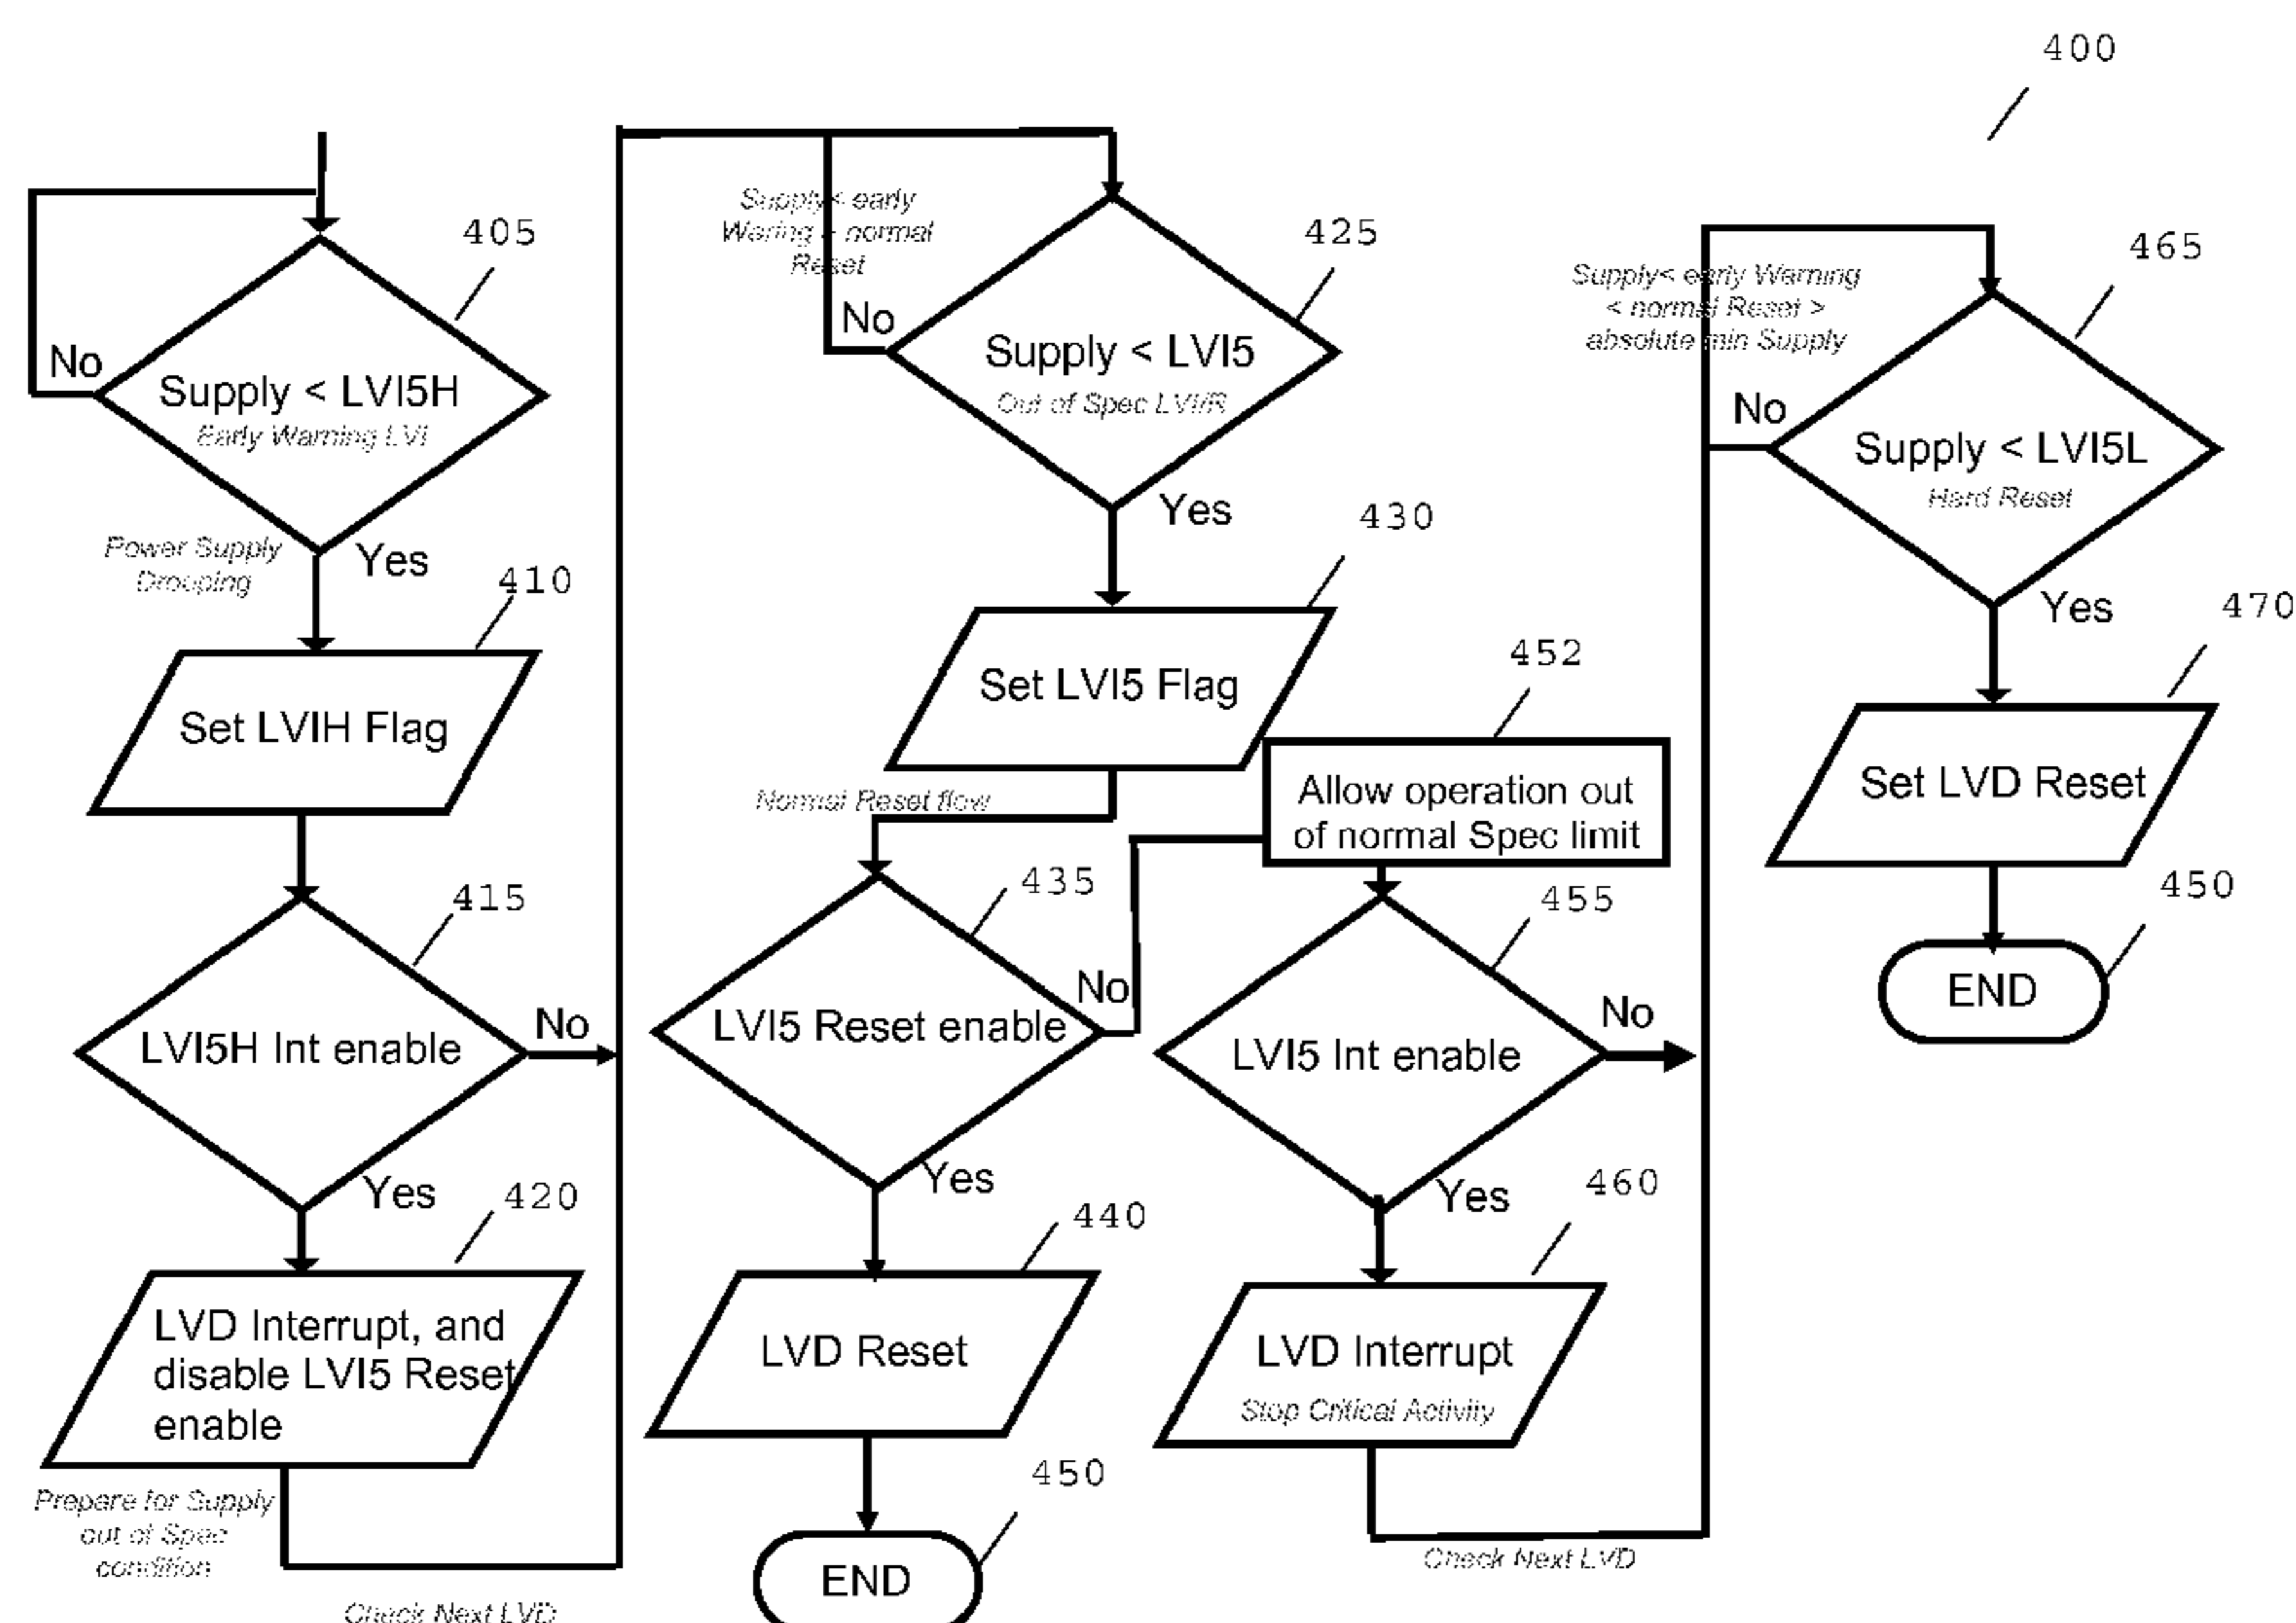 400
405
No
Supply < LVI5H
Early Warning LVI
Power Supply
Drouping
Yes
410
Set LVIH Flag
415
LVI5H Int enable
No
Yes
420
LVD Interrupt, and
disable LVI5 Reset
enable
Prepare for Supply
out of Spec
condition
Check Next LVD
Supply< early
Waring > normal
Reset
425
No
Supply < LVI5
Out of Spec LVI/R
Yes
430
Set LVI5 Flag
Normal Reset flow
435
LVI5 Reset enable
No
Yes
440
LVD Reset
450
END
452
Allow operation out
of normal Spec limit
455
LVI5 Int enable
No
Yes
460
LVD Interrupt
Stop Critical Activity
Check Next LVD
Supply< early Warning
< normal Reset >
absolute min Supply
465
No
Supply < LVI5L
Hard Reset
Yes
470
Set LVD Reset
450
END